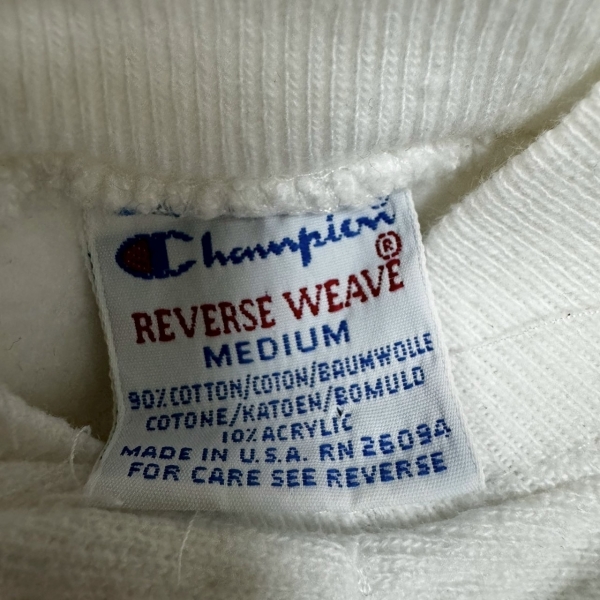 Champion®
REVERSE WEAVE®
MEDIUM
90% COTTON/COTON/BAUMWOLLE
COTONE/KATOEN/BOMULD
10% ACRYLIC
MADE IN U.S.A. RN 26094
FOR CARE SEE REVERSE